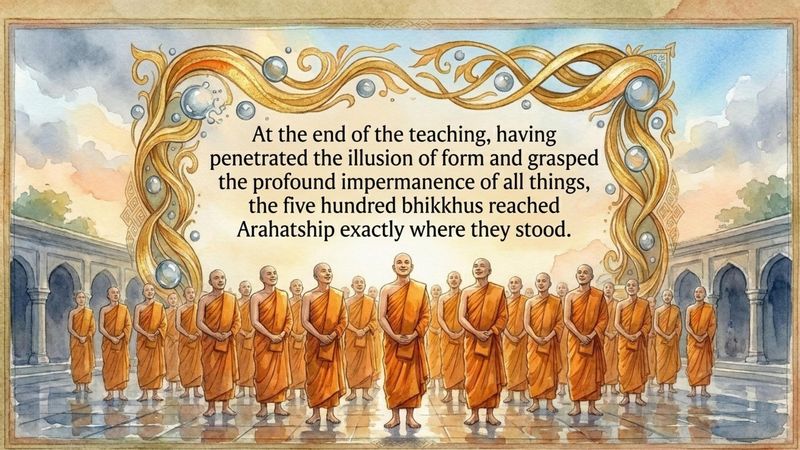 At the end of the teaching, having
penetrated the illusion of form and grasped
the profound impermanence of all things,
the five hundred bhikkhus reached
Arahatship exactly where they stood.